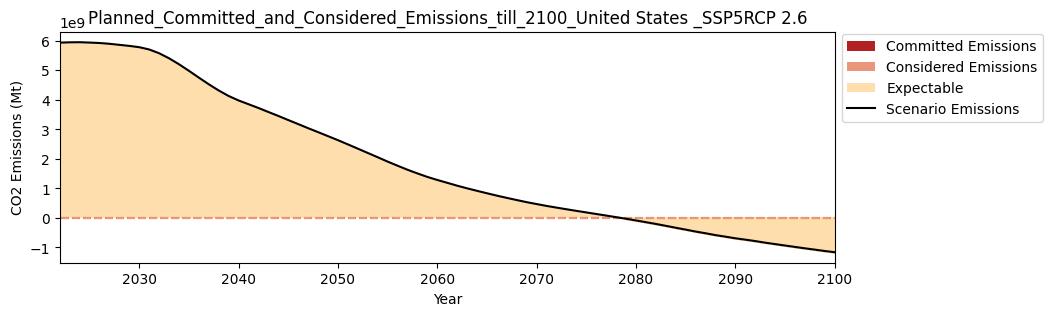 Planned_Committed_and_Considered_Emissions_till_2100_United States _SSP5RCP 2.6
1e9
6
5
4
3
2
1
0
−1
CO2 Emissions (Mt)
2030 2040 2050 2060 2070 2080 2090 2100
Year
Committed Emissions
Considered Emissions
Expectable
Scenario Emissions